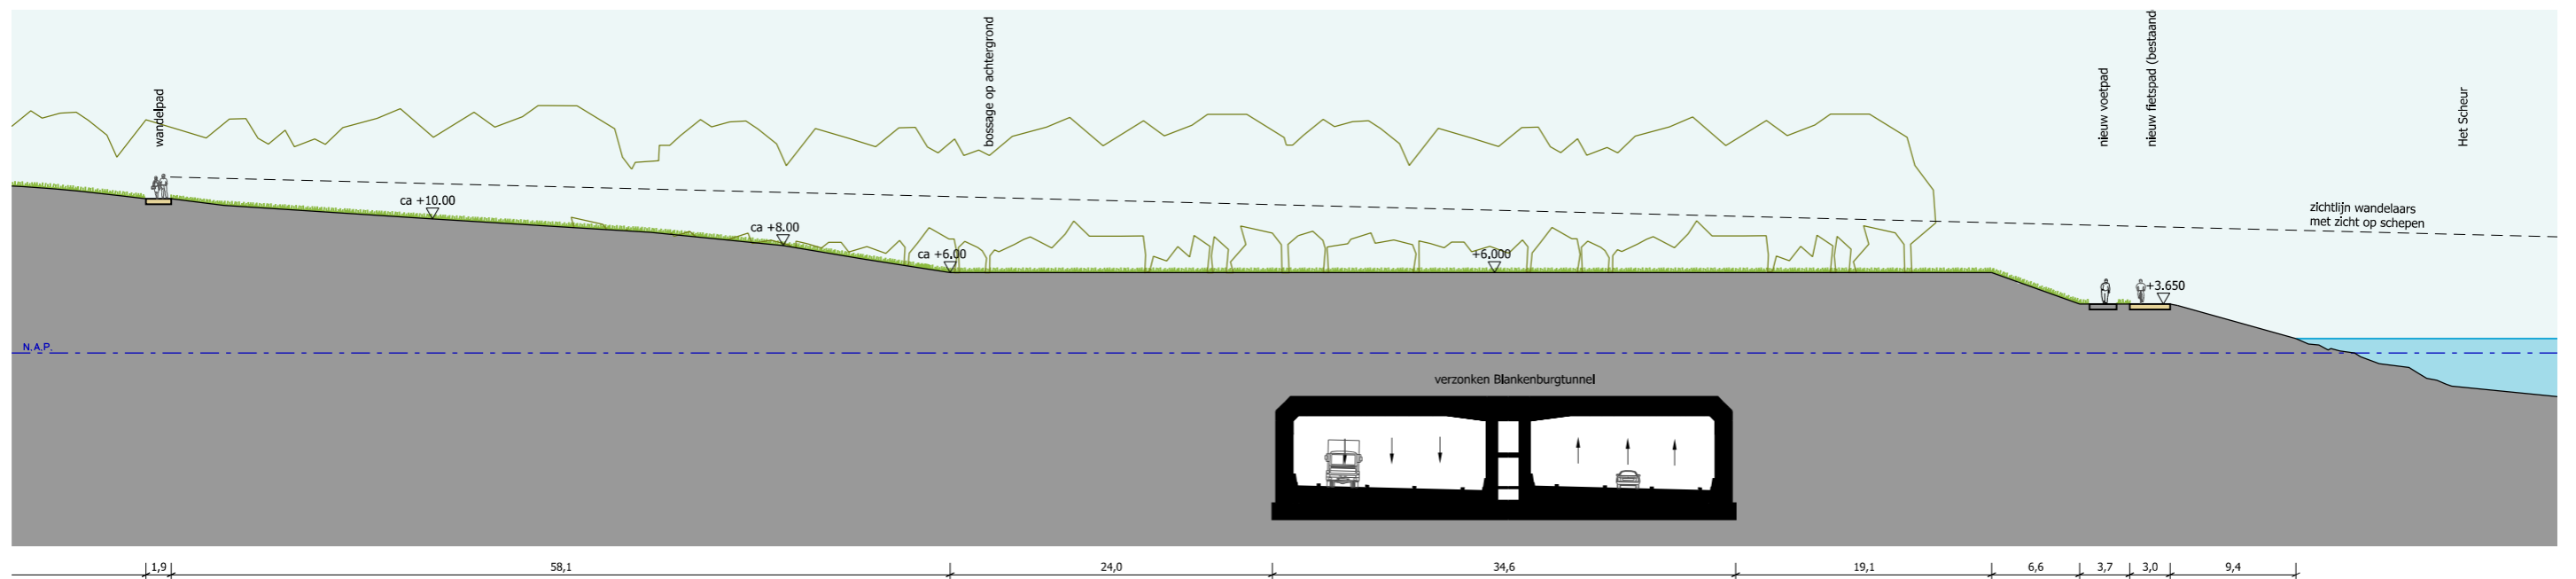 wandelpad
bossage op achtergrond
nieuw voetpad
nieuw fietspad (bestaand
Het Scheur
ca +10.00
ca +8.00
ca +6.00
+6.000
+3.650
zichtlijn wandelaars
met zicht op schepen
N.A.P.
verzonken Blankenburgtunnel
1,9
58,1
24,0
34,6
19,1
6,6
3,7
3,0
9,4